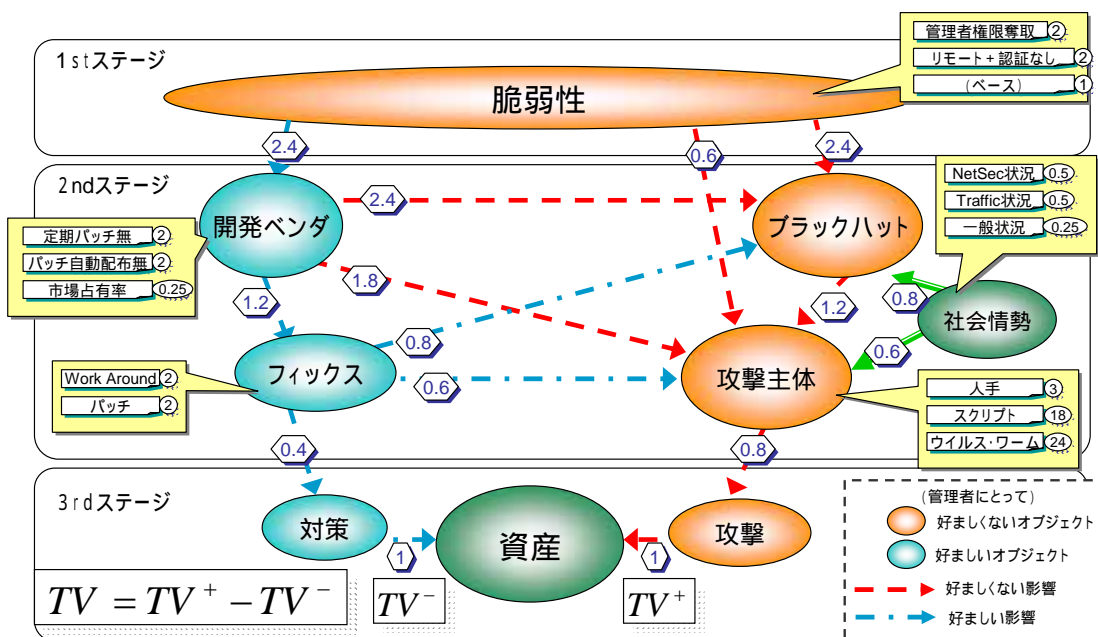 1stステージ
脆弱性
管理者権限奪取 2
リモート+認証なし 2
(ベース) 1
2.4
0.6
2.4
2ndステージ
開発ベンダ
2.4
ブラックハット
NetSec状況 0.5
Traffic状況 0.5
一般状況 0.25
定期パッチ無 2
パッチ自動配布無 2
市場占有率 0.25
1.2
1.8
0.8
1.2
0.8
社会情勢
0.6
フィックス
0.6
攻撃主体
Work Around 2
パッチ 2
人手 3
スクリプト 18
ウイルス・ワーム 24
0.4
0.8
3rdステージ
対策
資産
攻撃
1
1
TV = TV⁺ − TV⁻
TV⁻
TV⁺
(管理者にとって)
好ましくないオブジェクト
好ましいオブジェクト
好ましくない影響
好ましい影響